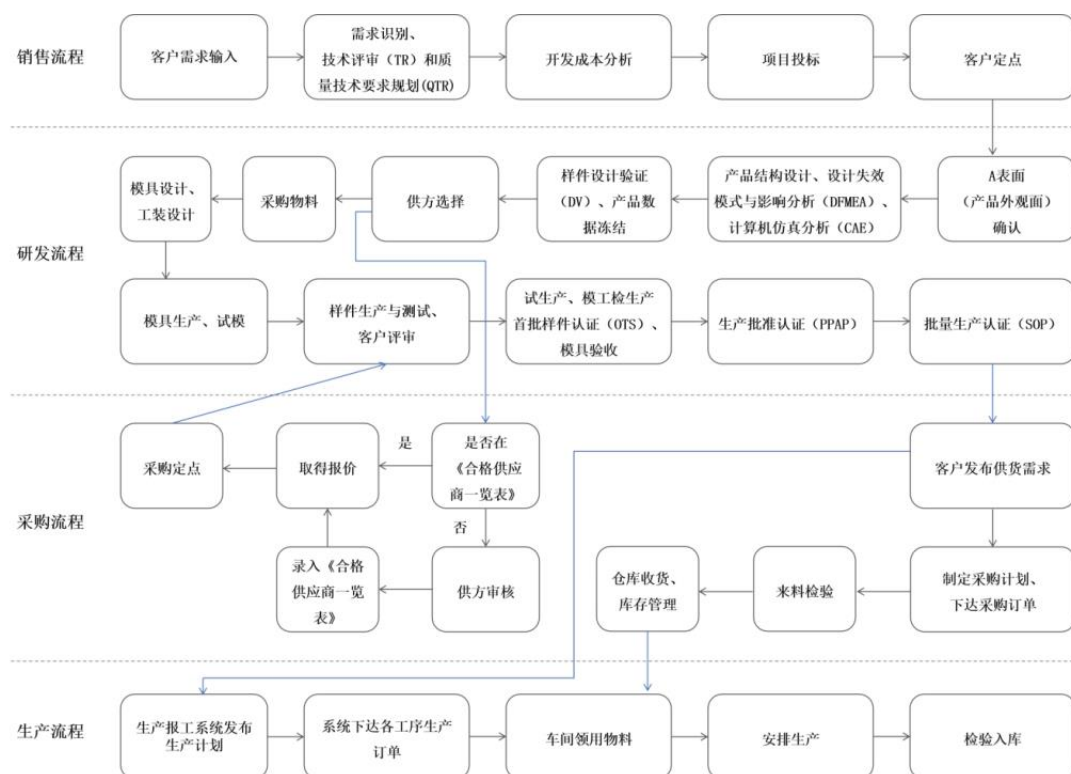 销售流程
客户需求输入
需求识别、
技术评审（TR）和质
量技术要求规划(QTR)
开发成本分析
项目投标
客户定点
研发流程
模具设计、
工装设计
采购物料
供方选择
样件设计验证
（DV）、产品数
据冻结
产品结构设计、设计失效
模式与影响分析（DFMEA）、
计算机仿真分析（CAE）
A表面
（产品外观面）
确认
模具生产、试模
样件生产与测试、
客户评审
试生产、模工检生产
首批样件认证（OTS）、
模具验收
生产批准认证（PPAP）
批量生产认证（SOP）
采购流程
采购定点
取得报价
是
是否在
《合格供应
商一览表》
客户发布供货需求
否
录入《合格
供应商一览
表》
供方审核
仓库收货、
库存管理
来料检验
制定采购计划、
下达采购订单
生产流程
生产报工系统发布
生产计划
系统下达各工序生产
订单
车间领用物料
安排生产
检验入库